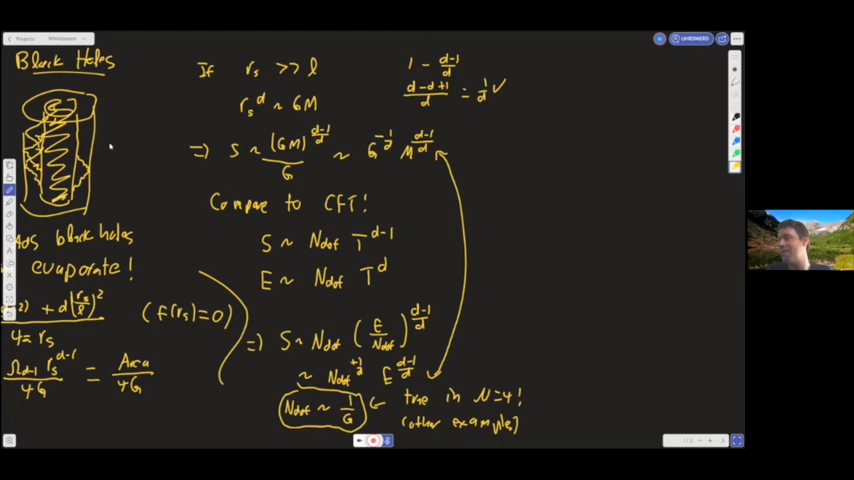 Black Holes
AdS black holes
evaporate!
+ d(r_s/l)^2
4π r_s
(f(r_s)=0)
Ω_{d-1} r_s^{d-1} / 4G = Area / 4G
If r_s >> l
r_s^d ~ GM
=> S ~ (GM)^{(d-1)/d} / G ~ G^{-1/d} M^{(d-1)/d}
Compare to CFT!
S ~ N_dof T^{d-1}
E ~ N_dof T^d
=> S ~ N_dof (E/N_dof)^{(d-1)/d}
~ N_dof^{+1/d} E^{(d-1)/d}
N_dof ~ 1/G
true in N=4!
(other examples)
1 - (d-1)/d
(d-d+1)/d = 1/d ✓
Projects
Whiteboard